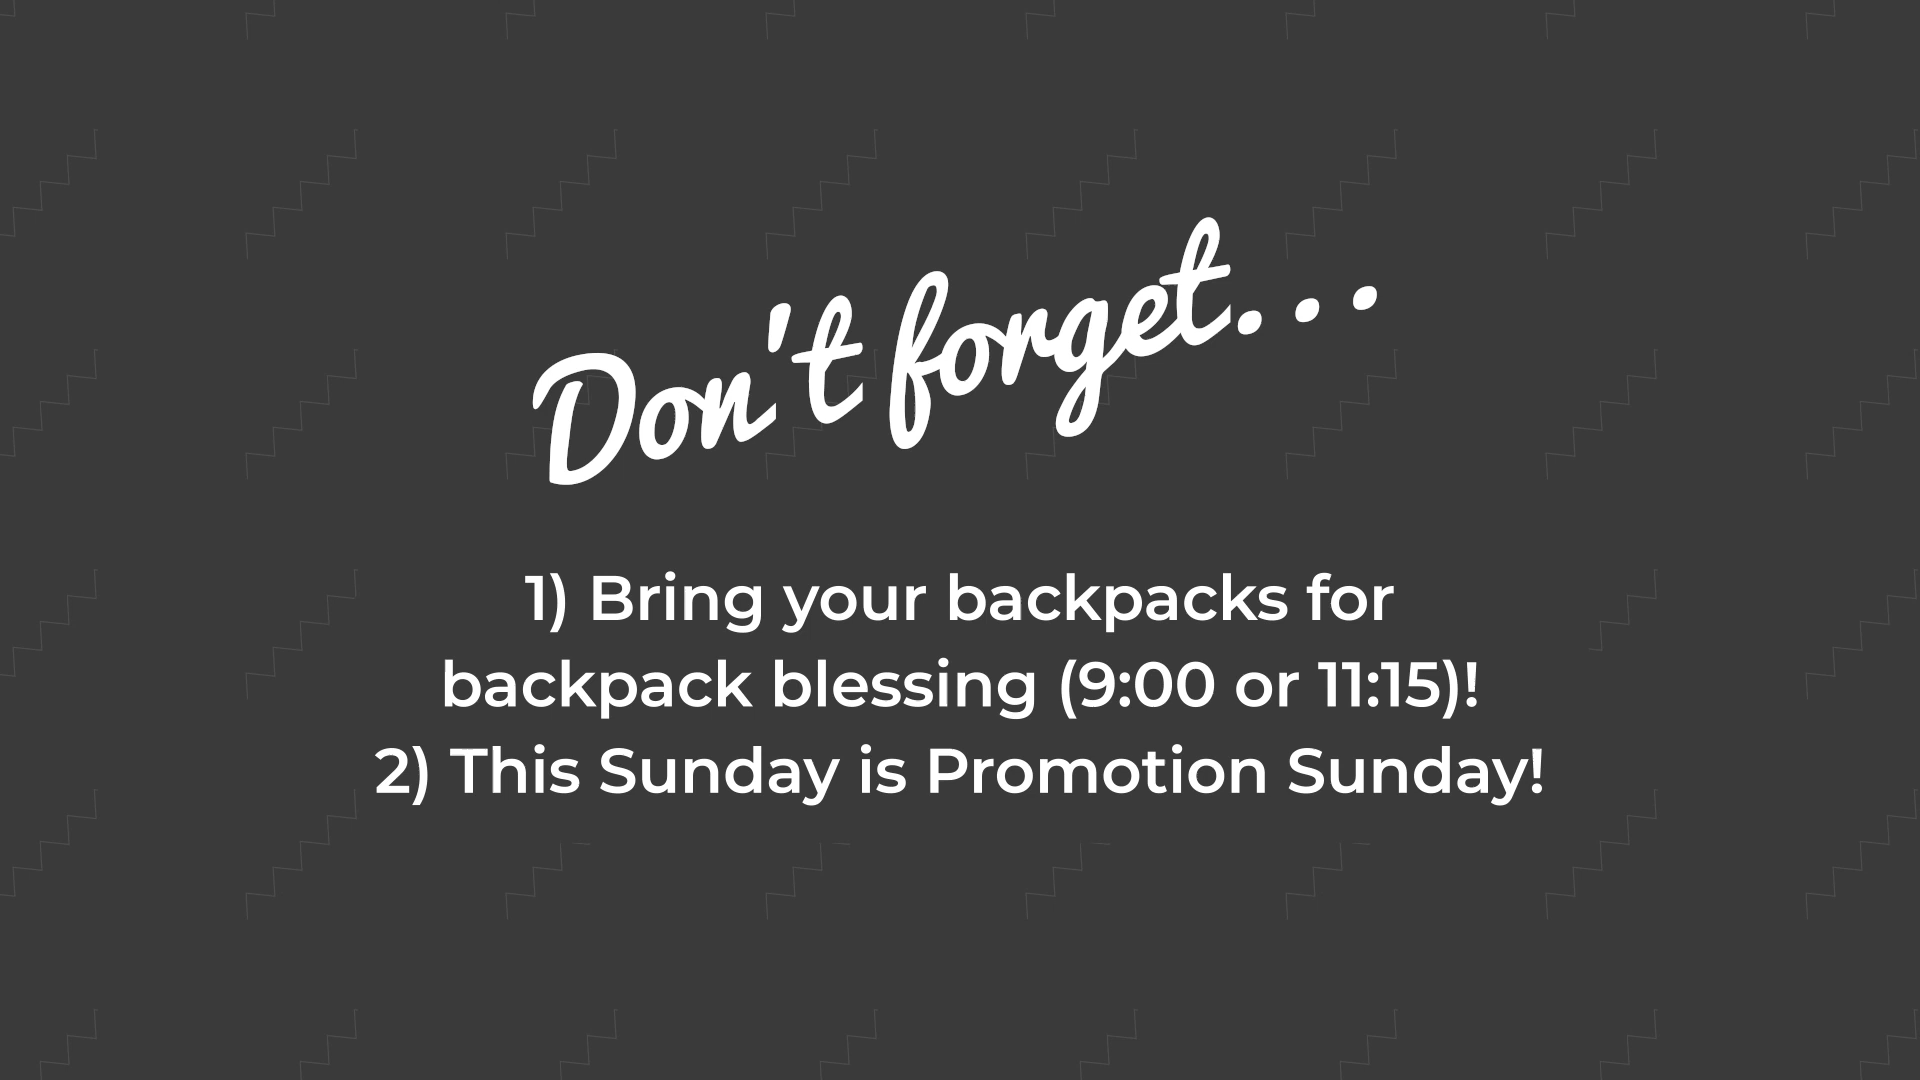 Don't forget...
1) Bring your backpacks for
backpack blessing (9:00 or 11:15)!
2) This Sunday is Promotion Sunday!